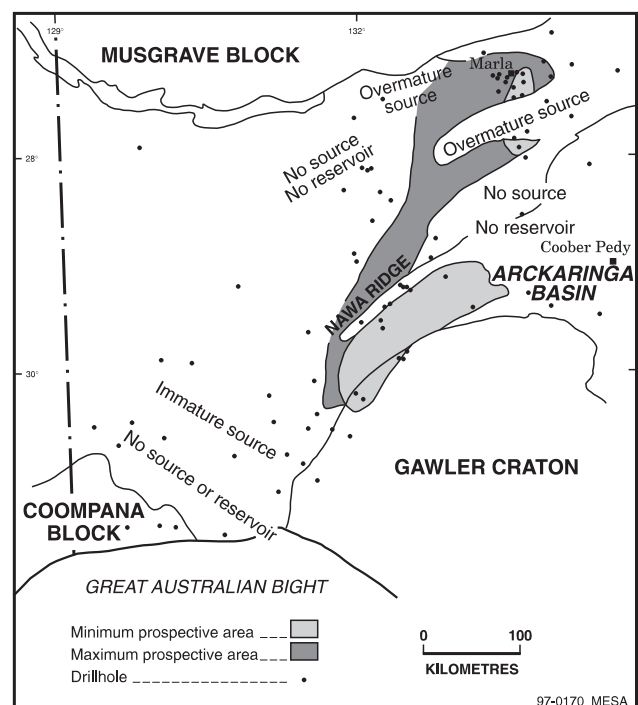 129°
132°
MUSGRAVE BLOCK
Overmature
source
Marla
Overmature source
28°
No source
No reservoir
No source
No reservoir
Coober Pedy
ARCKARINGA
BASIN
NAWA RIDGE
30°
Immature source
No source or reservoir
GAWLER CRATON
COOMPANA
BLOCK
GREAT AUSTRALIAN BIGHT
Minimum prospective area
Maximum prospective area
Drillhole
0 100
KILOMETRES
97-0170 MESA